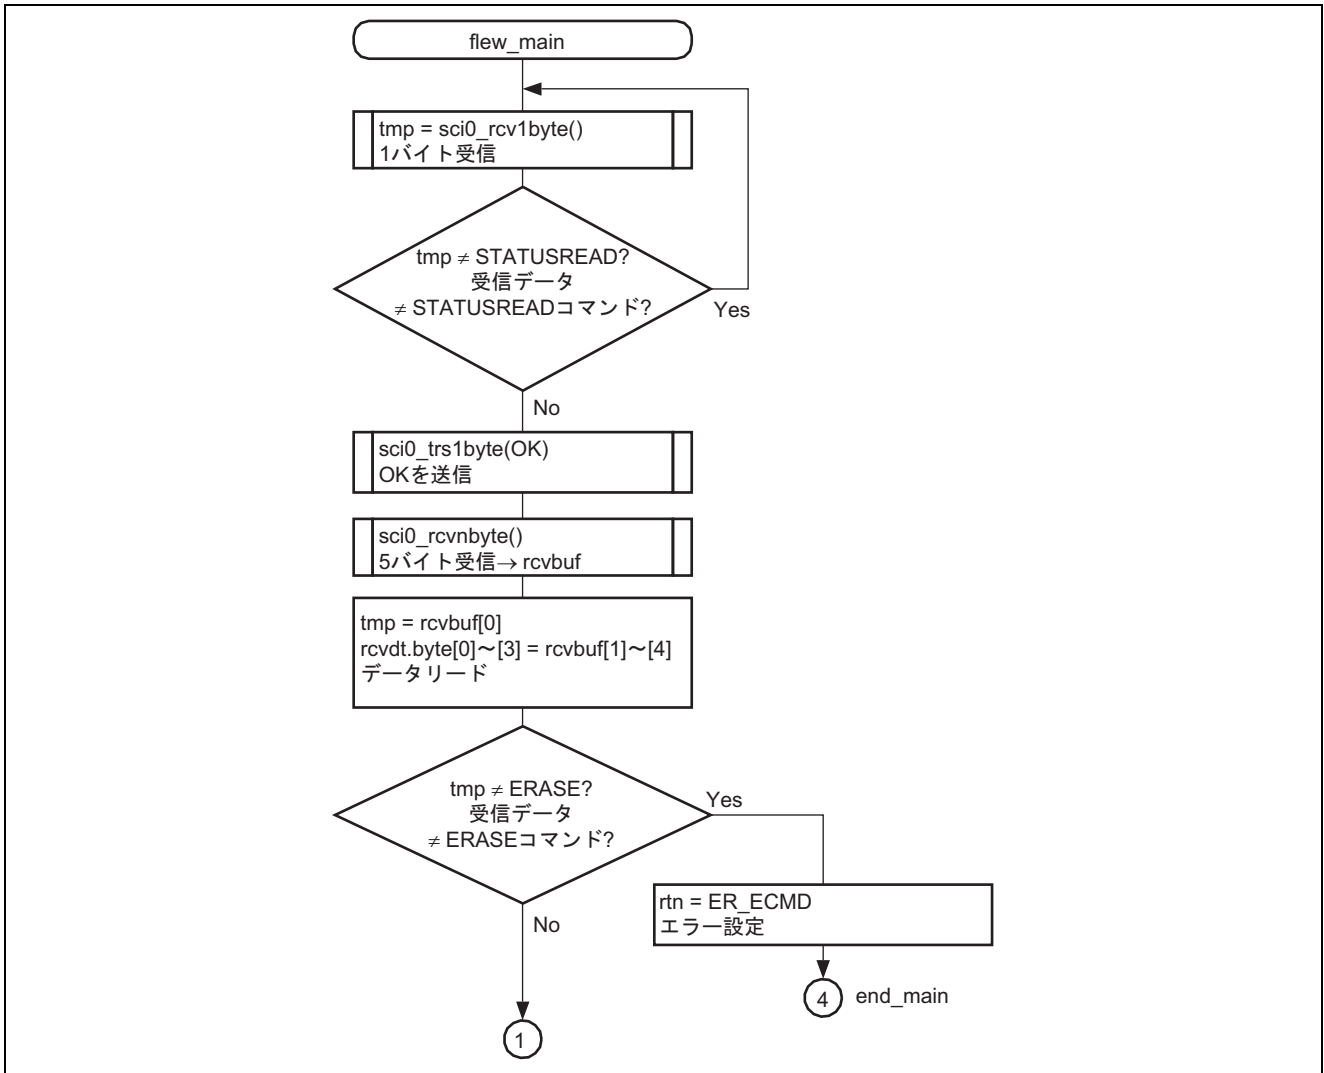 flew_main
tmp = sci0_rcv1byte()
1バイト受信
tmp ≠ STATUSREAD?
受信データ
≠ STATUSREADコマンド?
Yes
No
sci0_trs1byte(OK)
OKを送信
sci0_rcvnbyte()
5バイト受信→ rcvbuf
tmp = rcvbuf[0]
rcvdt.byte[0]～[3] = rcvbuf[1]～[4]
データリード
tmp ≠ ERASE?
受信データ
≠ ERASEコマンド?
Yes
No
rtn = ER_ECMD
エラー設定
4 end_main
1